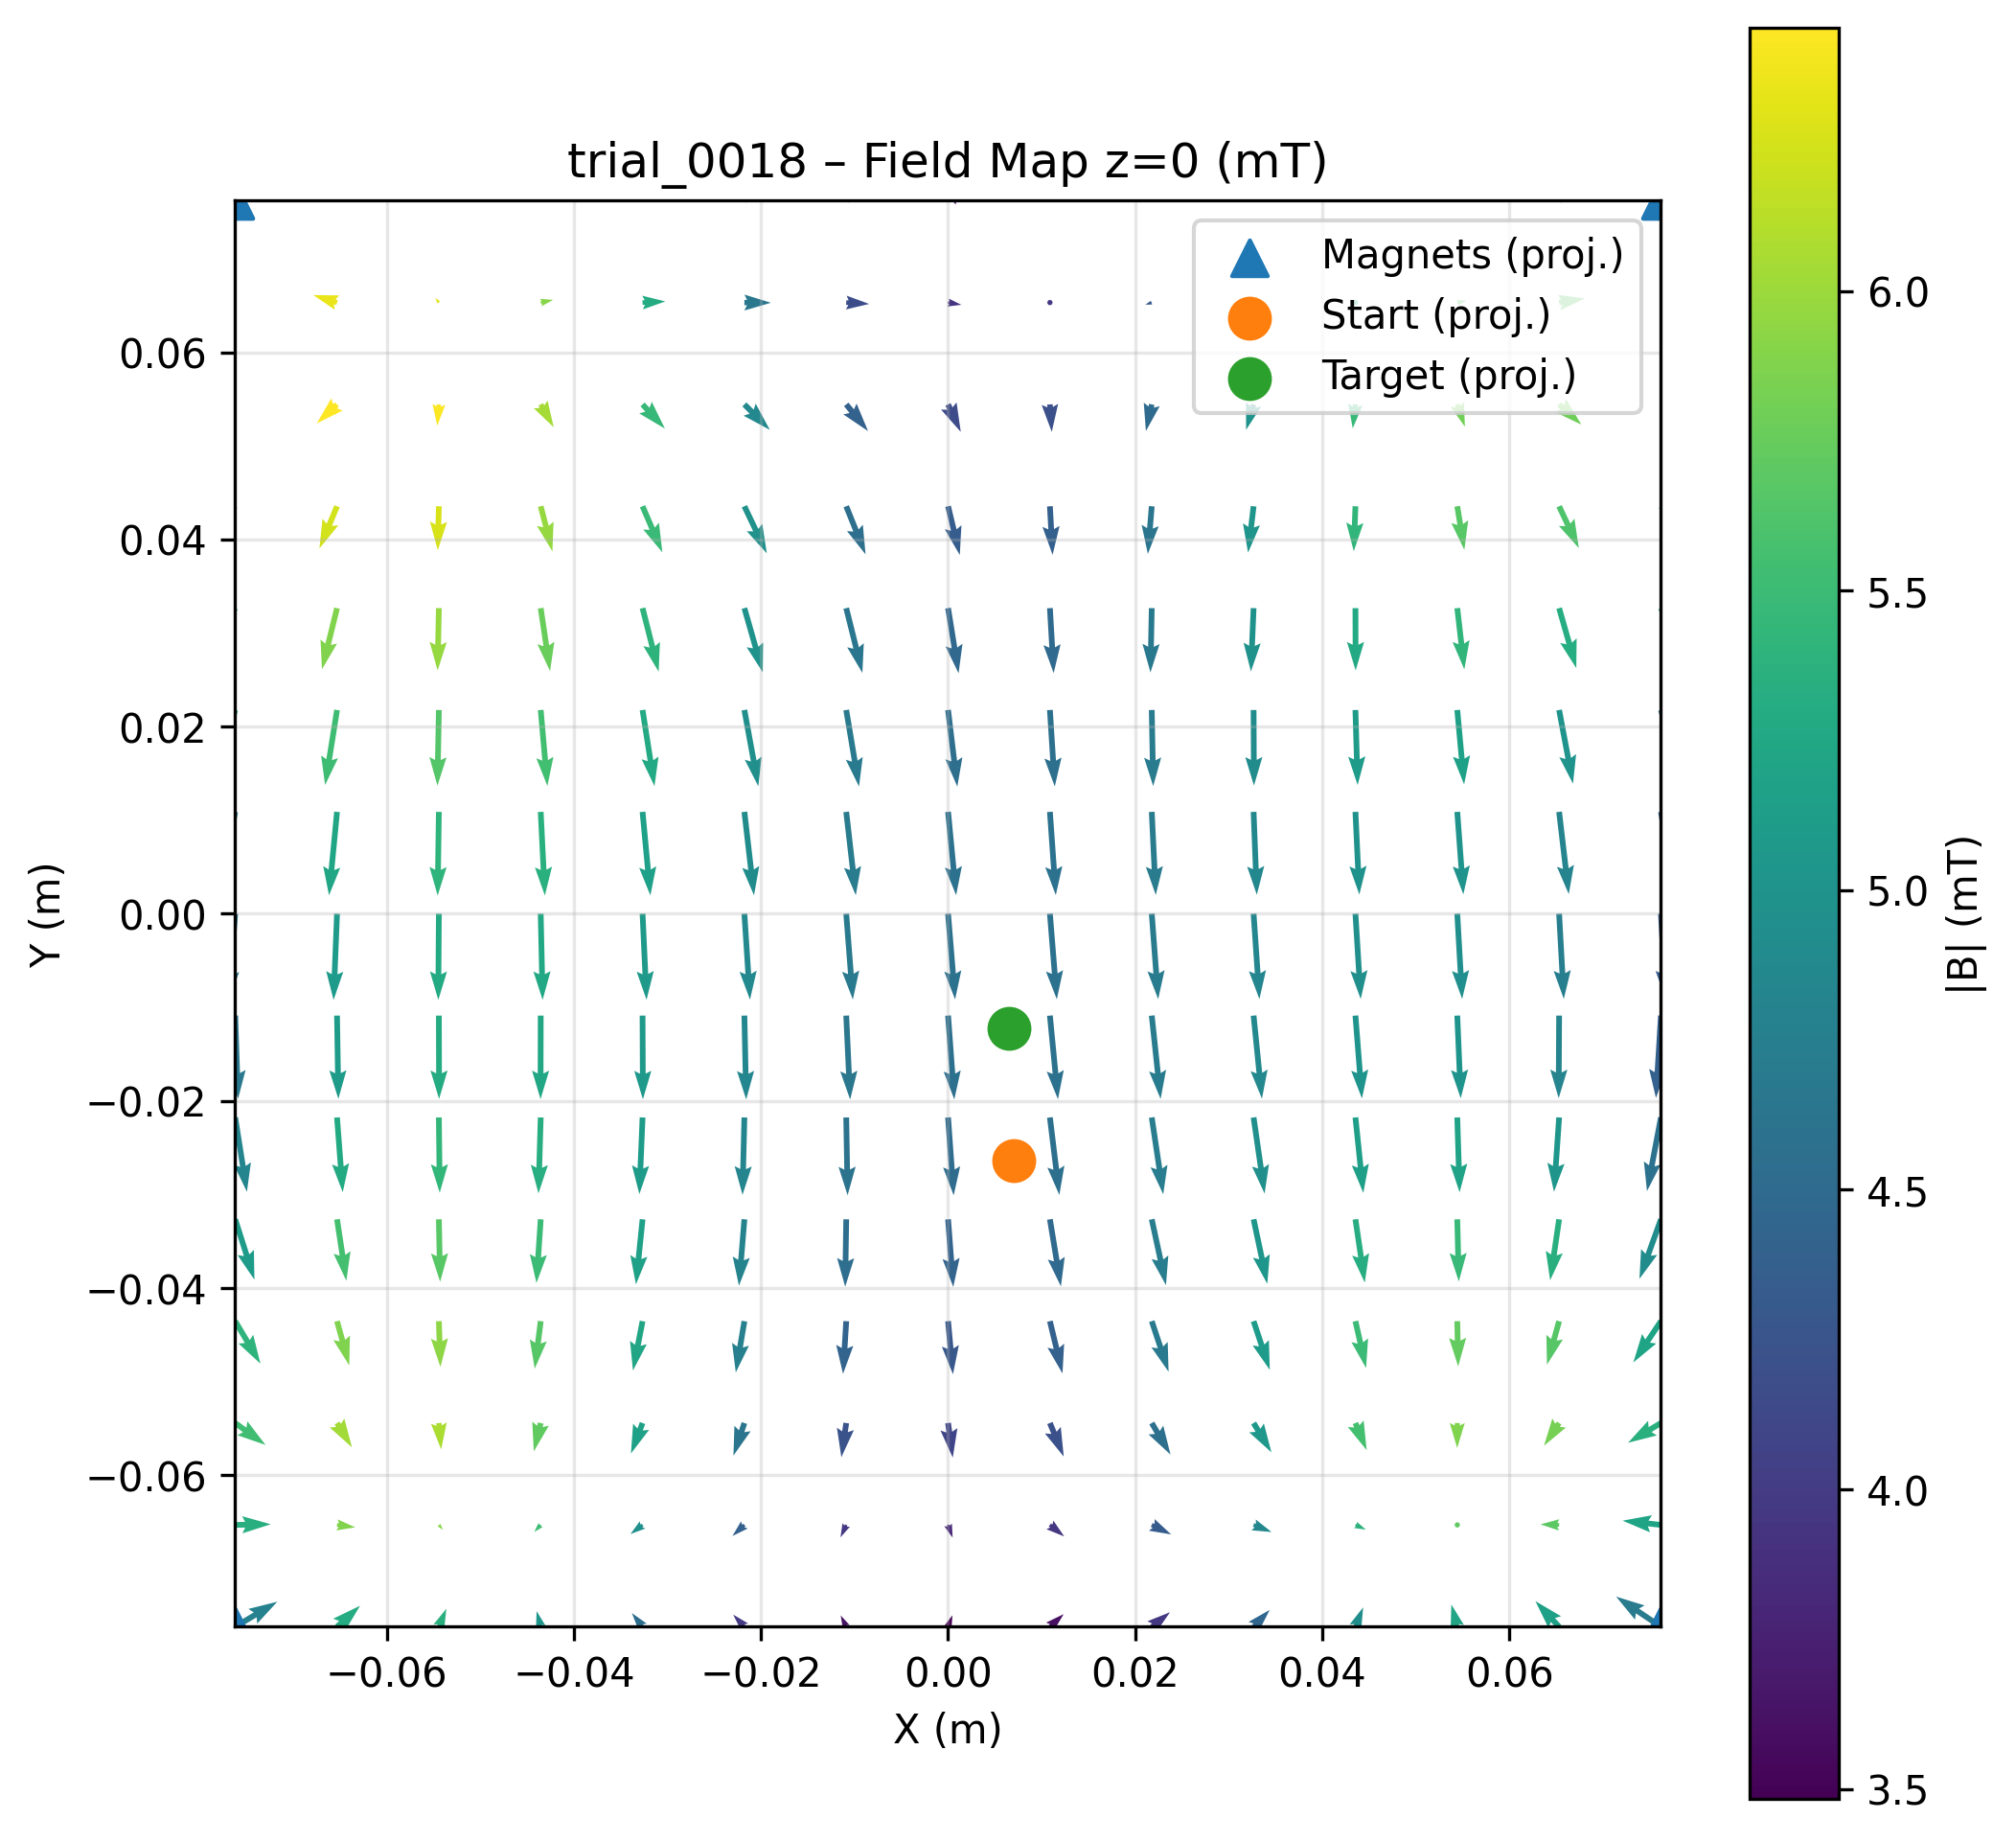 trial_0018 – Field Map z=0 (mT)
Magnets (proj.)
Start (proj.)
Target (proj.)
0.06
0.04
0.02
0.00
−0.02
−0.04
−0.06
Y (m)
−0.06
−0.04
−0.02
0.00
0.02
0.04
0.06
X (m)
6.0
5.5
5.0
4.5
4.0
3.5
|B| (mT)